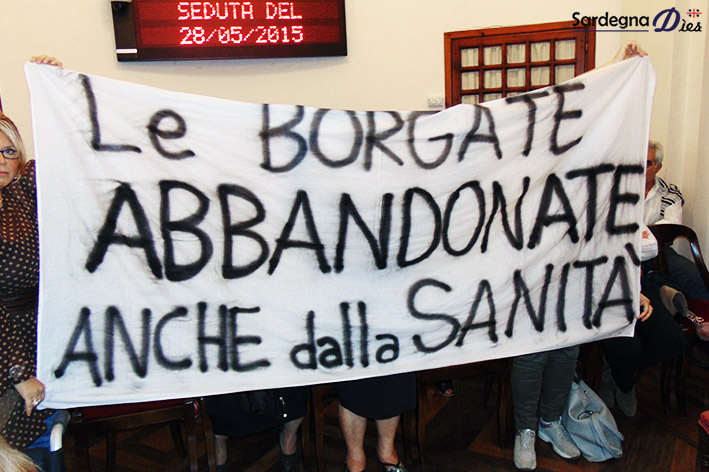 SEDUTA DEL
28/05/2015
Sardegna Dies
Le BORGATE
ABBANDONATE
ANCHE dalla SANITÀ